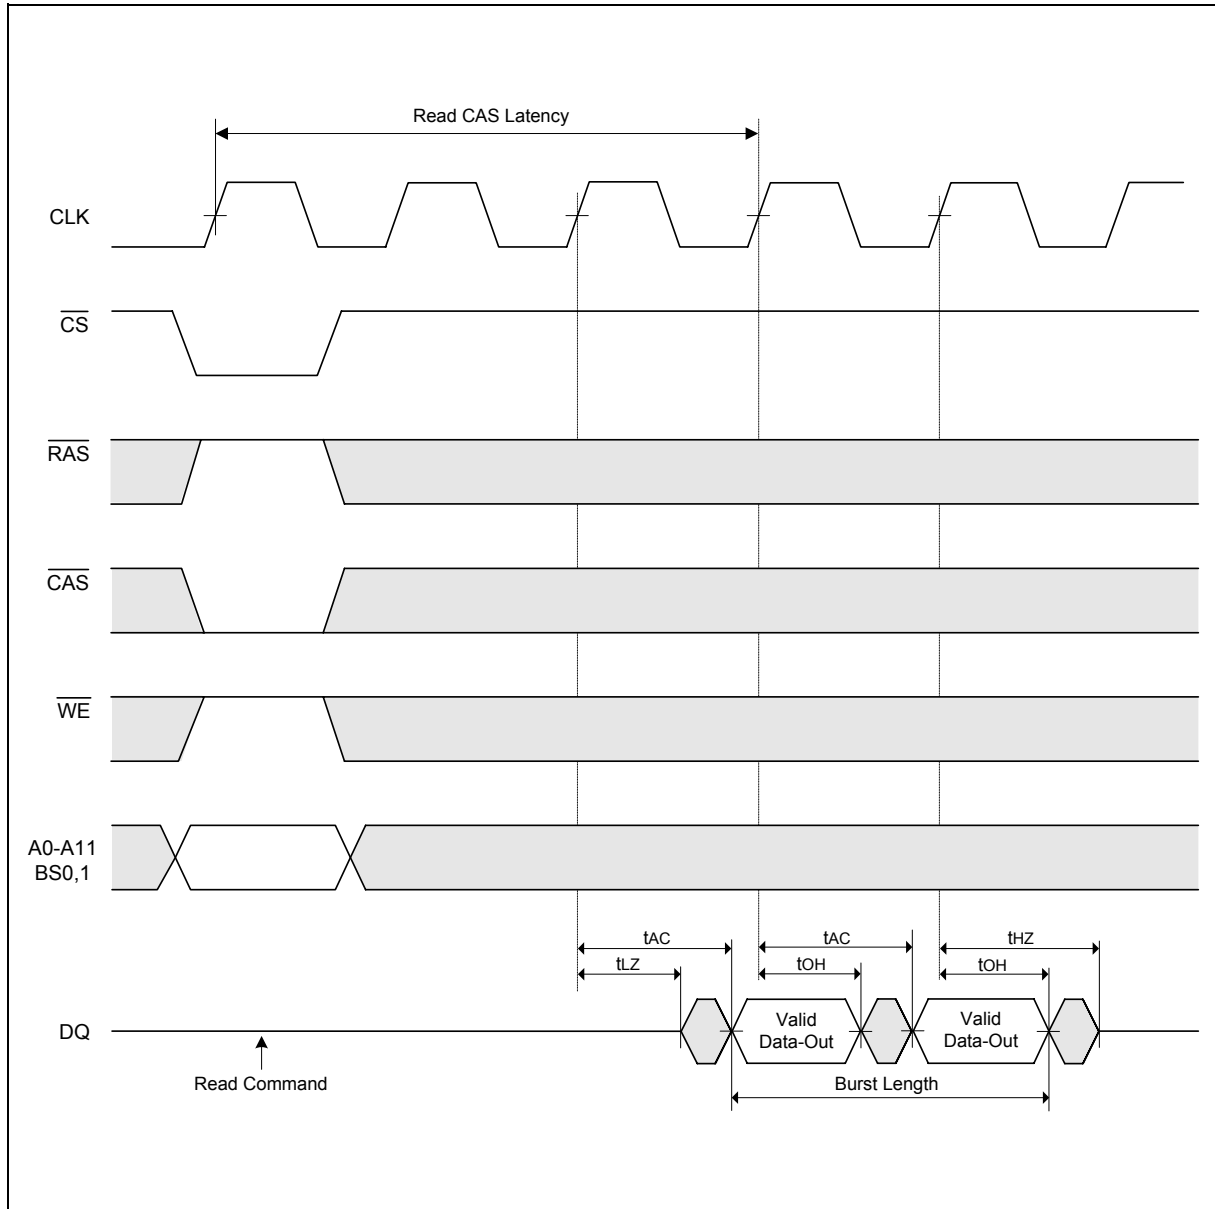 Read CAS Latency
CLK
CS
RAS
CAS
WE
A0-A11
BS0,1
tAC
tAC
tHZ
tLZ
tOH
tOH
DQ
Valid
Data-Out
Valid
Data-Out
Read Command
Burst Length